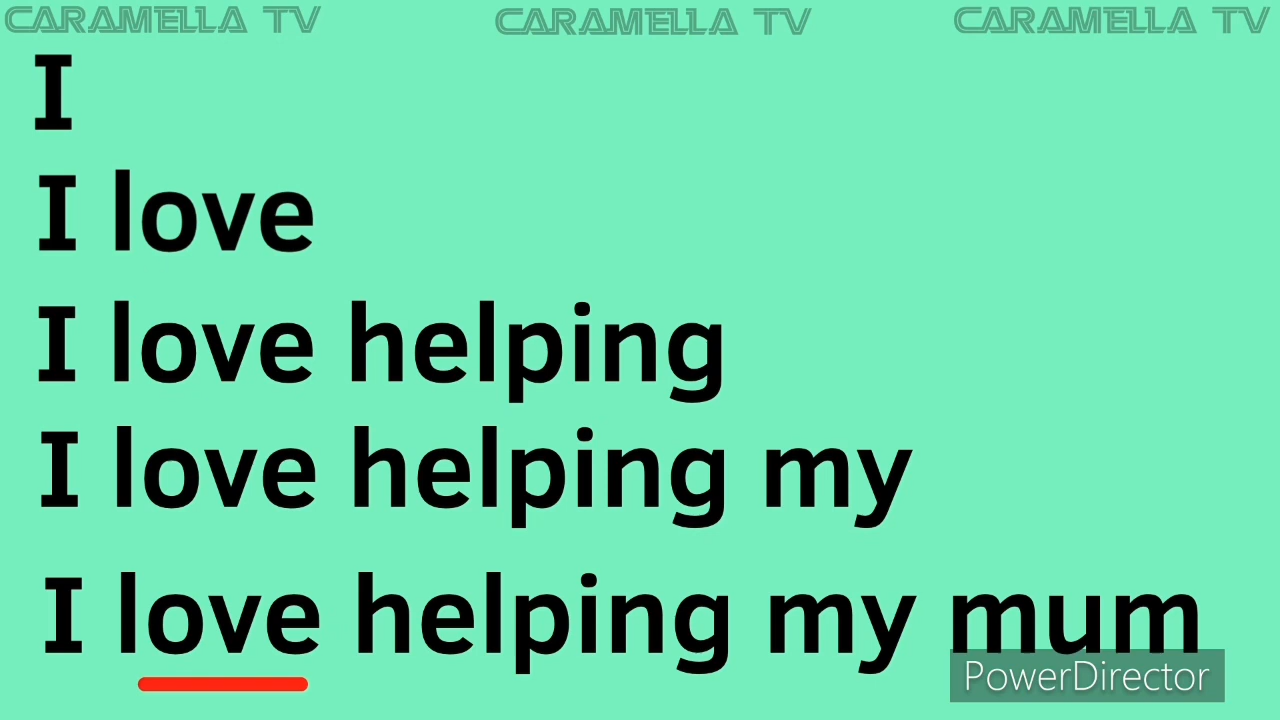 CARAMELLA TV CARAMELLA TV CARAMELLA TV
I
I love
I love helping
I love helping my
I love helping my mum
PowerDirector